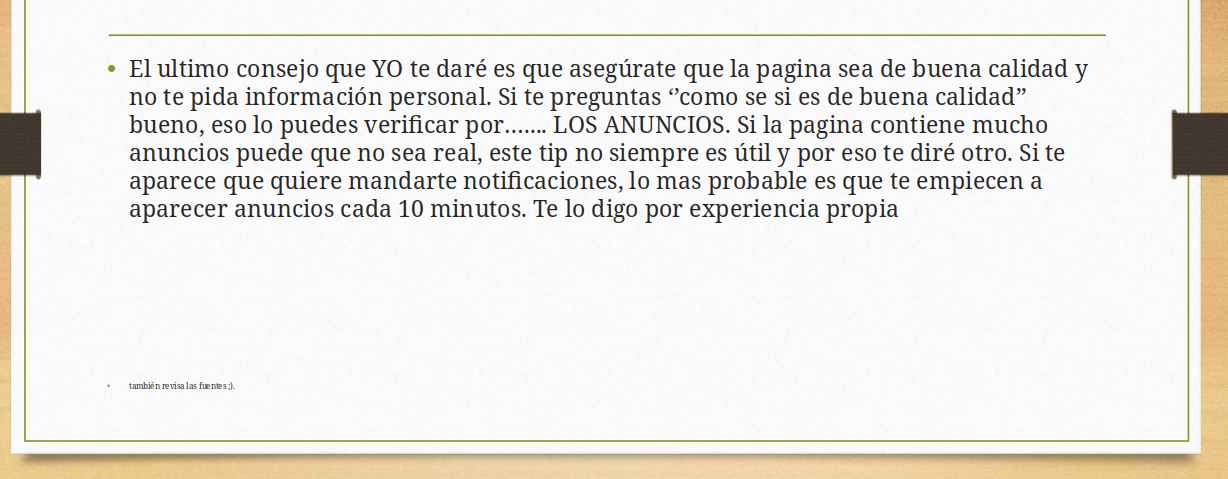 • El ultimo consejo que YO te daré es que asegúrate que la pagina sea de buena calidad y
no te pida información personal. Si te preguntas ‘’como se si es de buena calidad”
bueno, eso lo puedes verificar por……. LOS ANUNCIOS. Si la pagina contiene mucho
anuncios puede que no sea real, este tip no siempre es útil y por eso te diré otro. Si te
aparece que quiere mandarte notificaciones, lo mas probable es que te empiecen a
aparecer anuncios cada 10 minutos. Te lo digo por experiencia propia
• también revisa las fuentes ;).